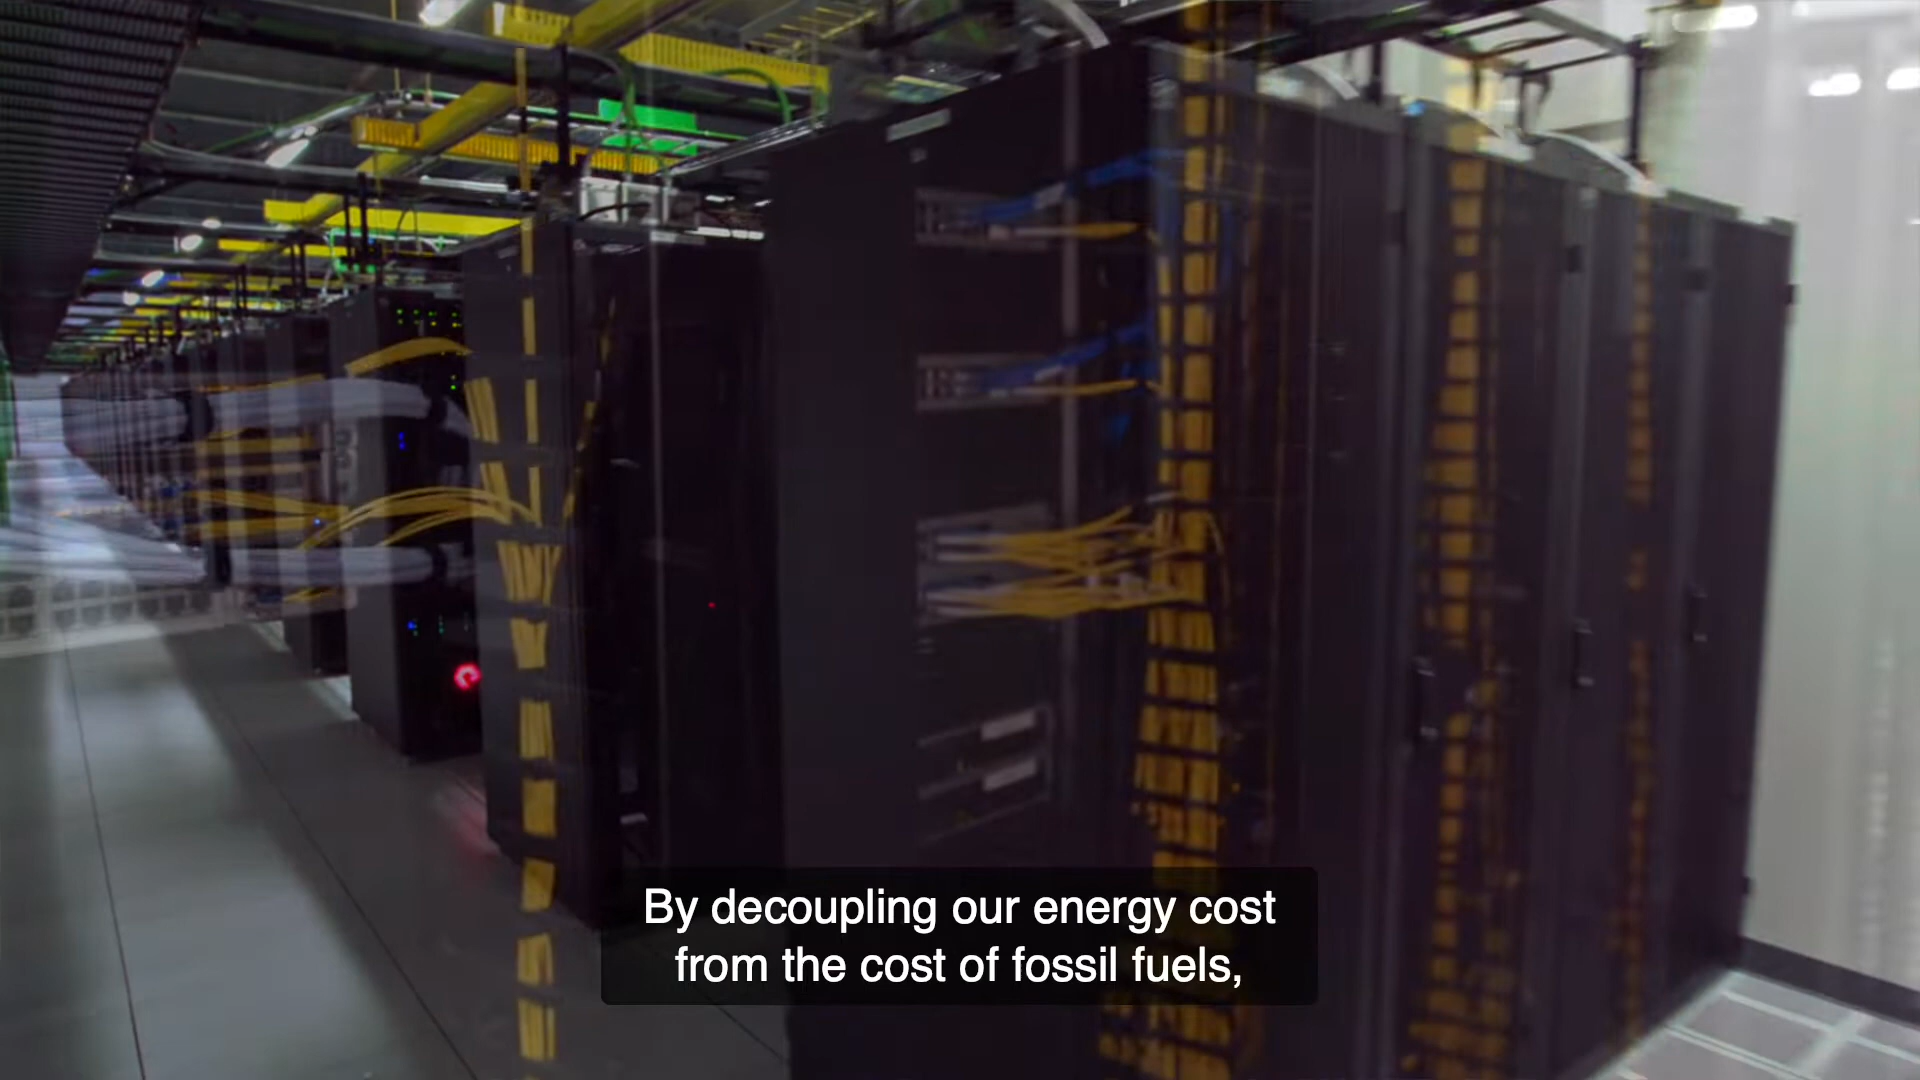 By decoupling our energy cost
from the cost of fossil fuels,